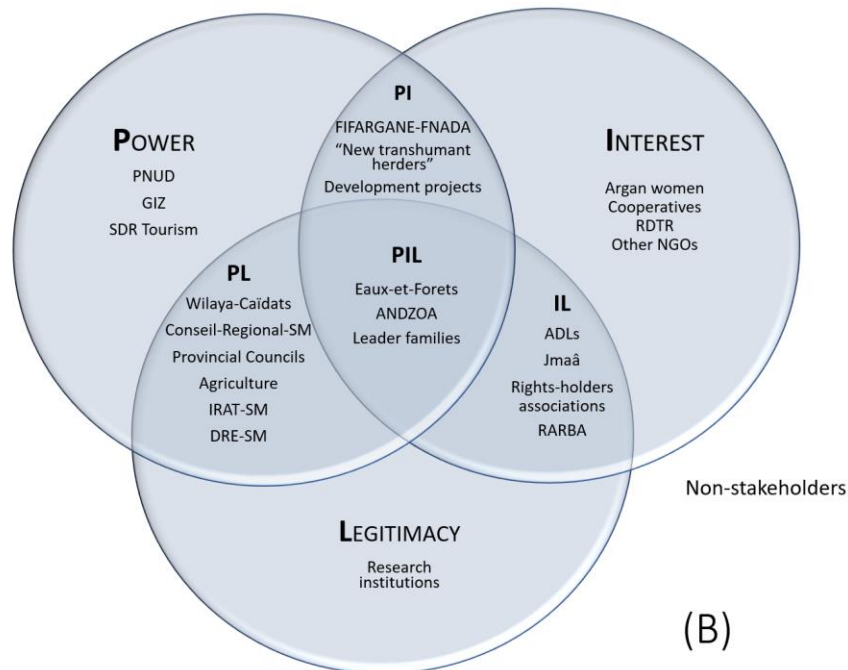 PI
FIFARGANE-FNADA
“New transhumant
herders”
Development projects
POWER
PNUD
GIZ
SDR Tourism
INTEREST
Argan women
Cooperatives
RDTR
Other NGOs
PL
Wilaya-Caïdats
Conseil-Regional-SM
Provincial Councils
Agriculture
IRAT-SM
DRE-SM
PIL
Eaux-et-Forets
ANDZOA
Leader families
IL
ADLs
Jmaâ
Rights-holders
associations
RARBA
Non-stakeholders
LEGITIMACY
Research
institutions
(B)